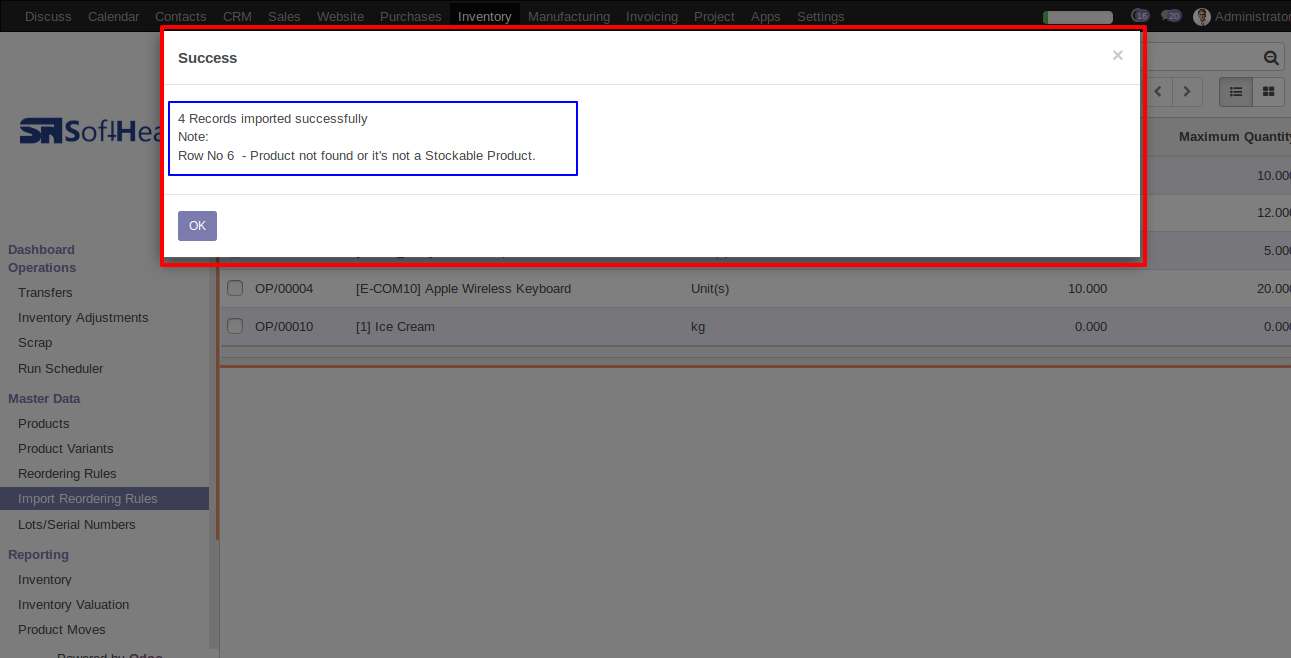 Discuss Calendar Contacts CRM Sales Website Purchases Inventory Manufacturing Invoicing Project Apps Settings 16 20 Administrator
Success ×
4 Records imported successfully
Note:
Row No 6 - Product not found or it's not a Stockable Product.
OK
SoftHea
Maximum Quantity
10.000
12.000
5.000
OP/00004 [E-COM10] Apple Wireless Keyboard Unit(s) 10.000 20.000
OP/00010 [1] Ice Cream kg 0.000 0.000
Dashboard
Operations
Transfers
Inventory Adjustments
Scrap
Run Scheduler
Master Data
Products
Product Variants
Reordering Rules
Import Reordering Rules
Lots/Serial Numbers
Reporting
Inventory
Inventory Valuation
Product Moves
Powered by Odoo